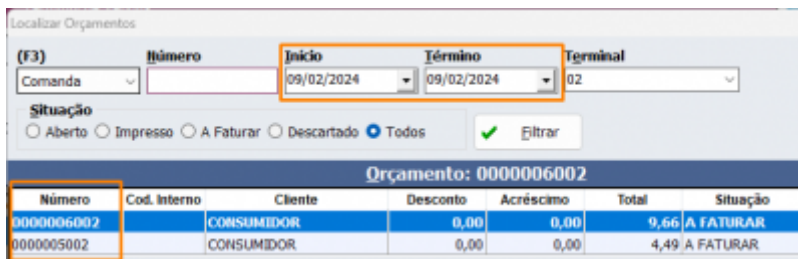 Localizar Orçamentos
(F3) Número Início Término Terminal
Comanda 09/02/2024 09/02/2024 02
Situação
Aberto Impresso A Faturar Descartado Todos Filtrar
Orçamento: 0000006002
Número Cod. Interno Cliente Desconto Acréscimo Total Situação
0000006002 CONSUMIDOR 0,00 0,00 9,66 A FATURAR
0000005002 CONSUMIDOR 0,00 0,00 4,49 A FATURAR